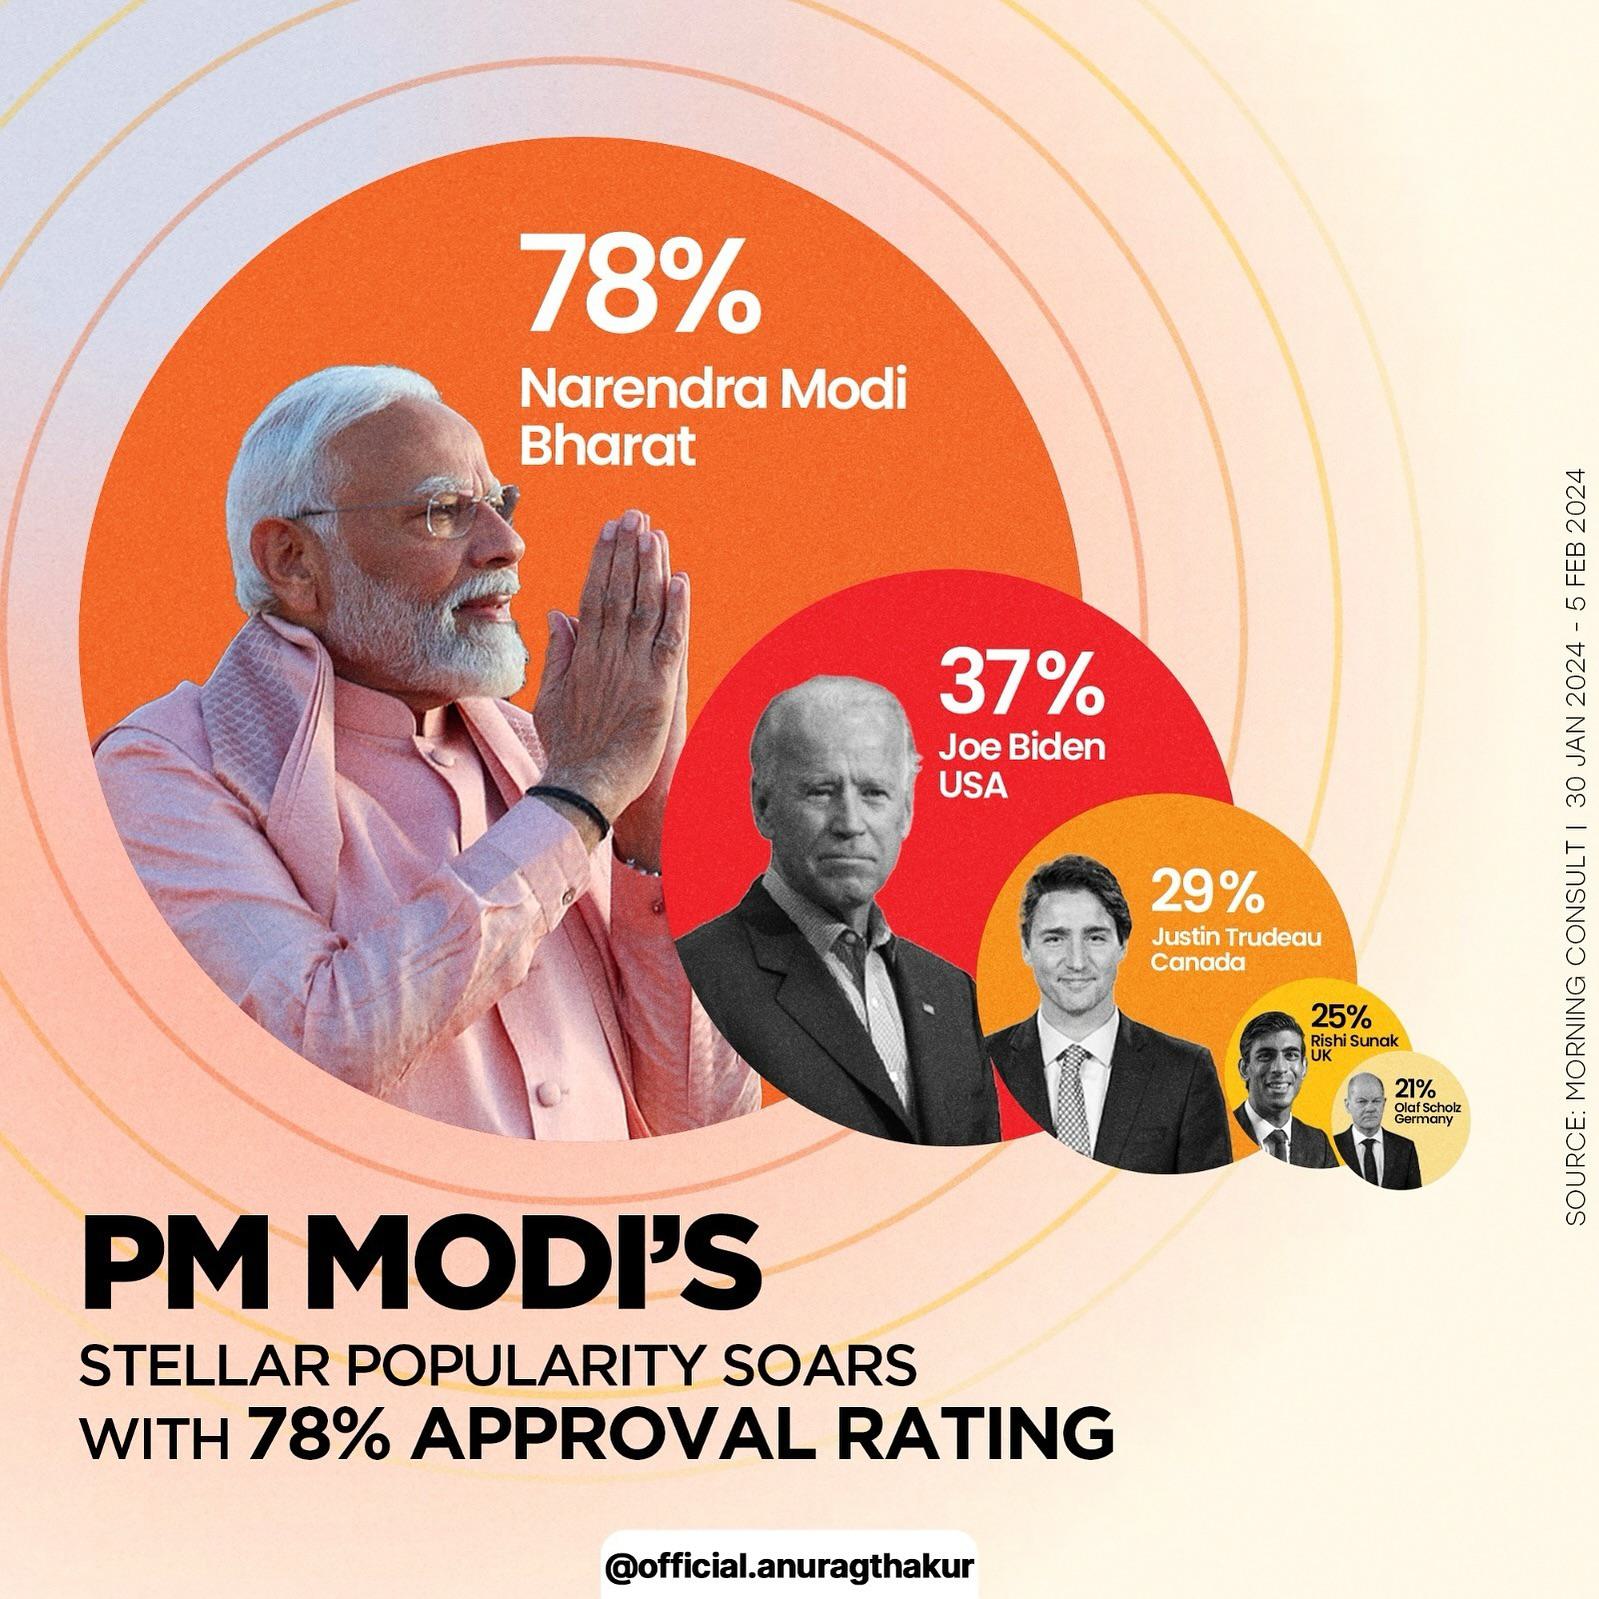 78%
Narendra Modi
Bharat
37%
Joe Biden
USA
29%
Justin Trudeau
Canada
25%
Rishi Sunak
UK
21%
Olaf Scholz
Germany
SOURCE: MORNING CONSULT I 30 JAN 2024 - 5 FEB 2024
PM MODI’S
STELLAR POPULARITY SOARS
WITH 78% APPROVAL RATING
@official.anuragthakur